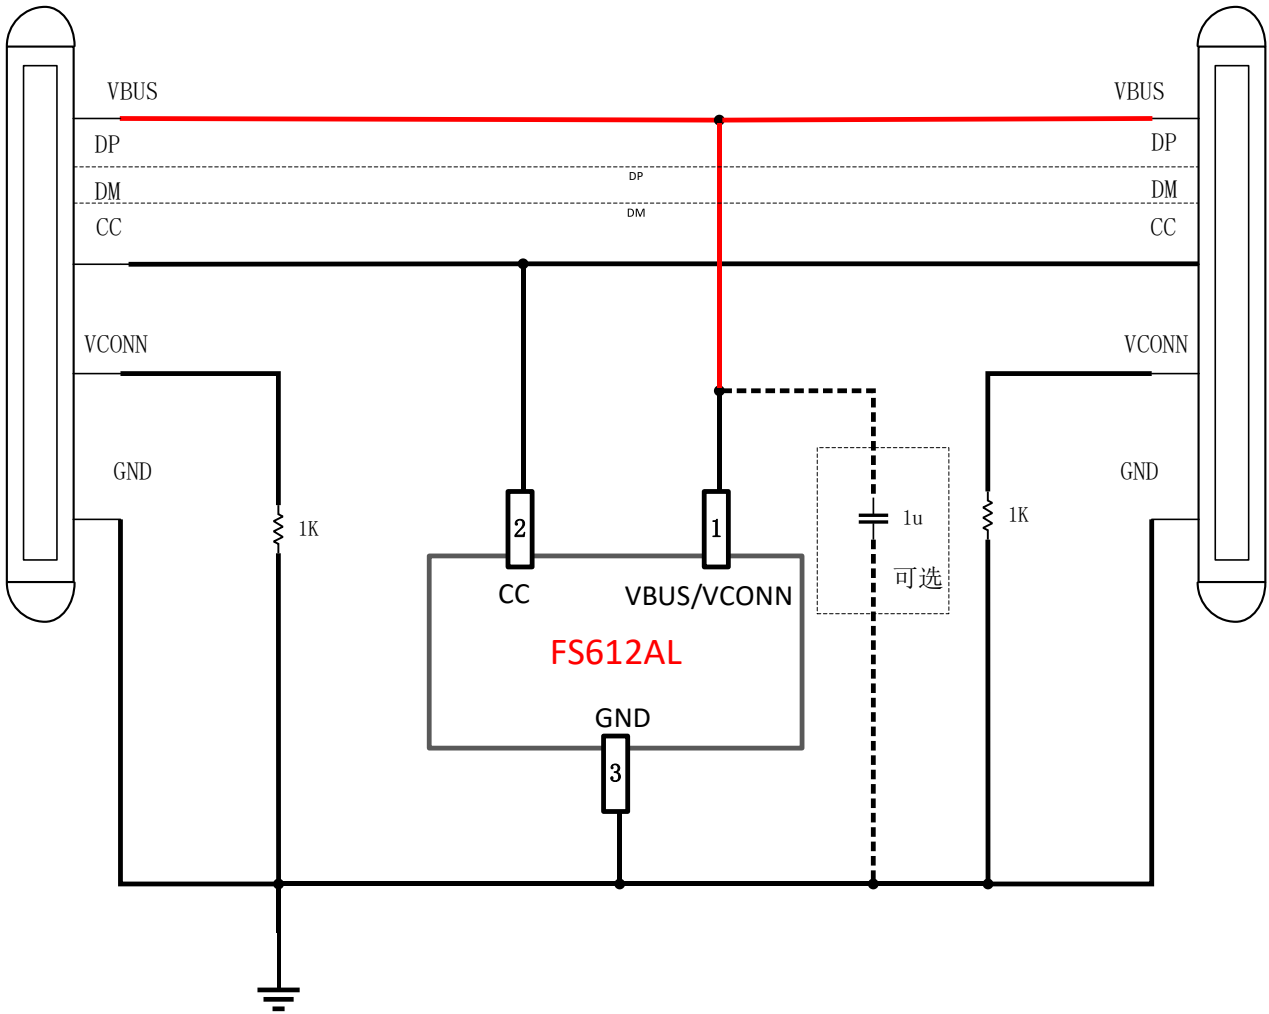 VBUS
VBUS
DP
DP
DP
DM
DM
DM
CC
CC
VCONN
VCONN
GND
GND
1K
2
1
1u
1K
可选
CC
VBUS/VCONN
FS612AL
GND
3